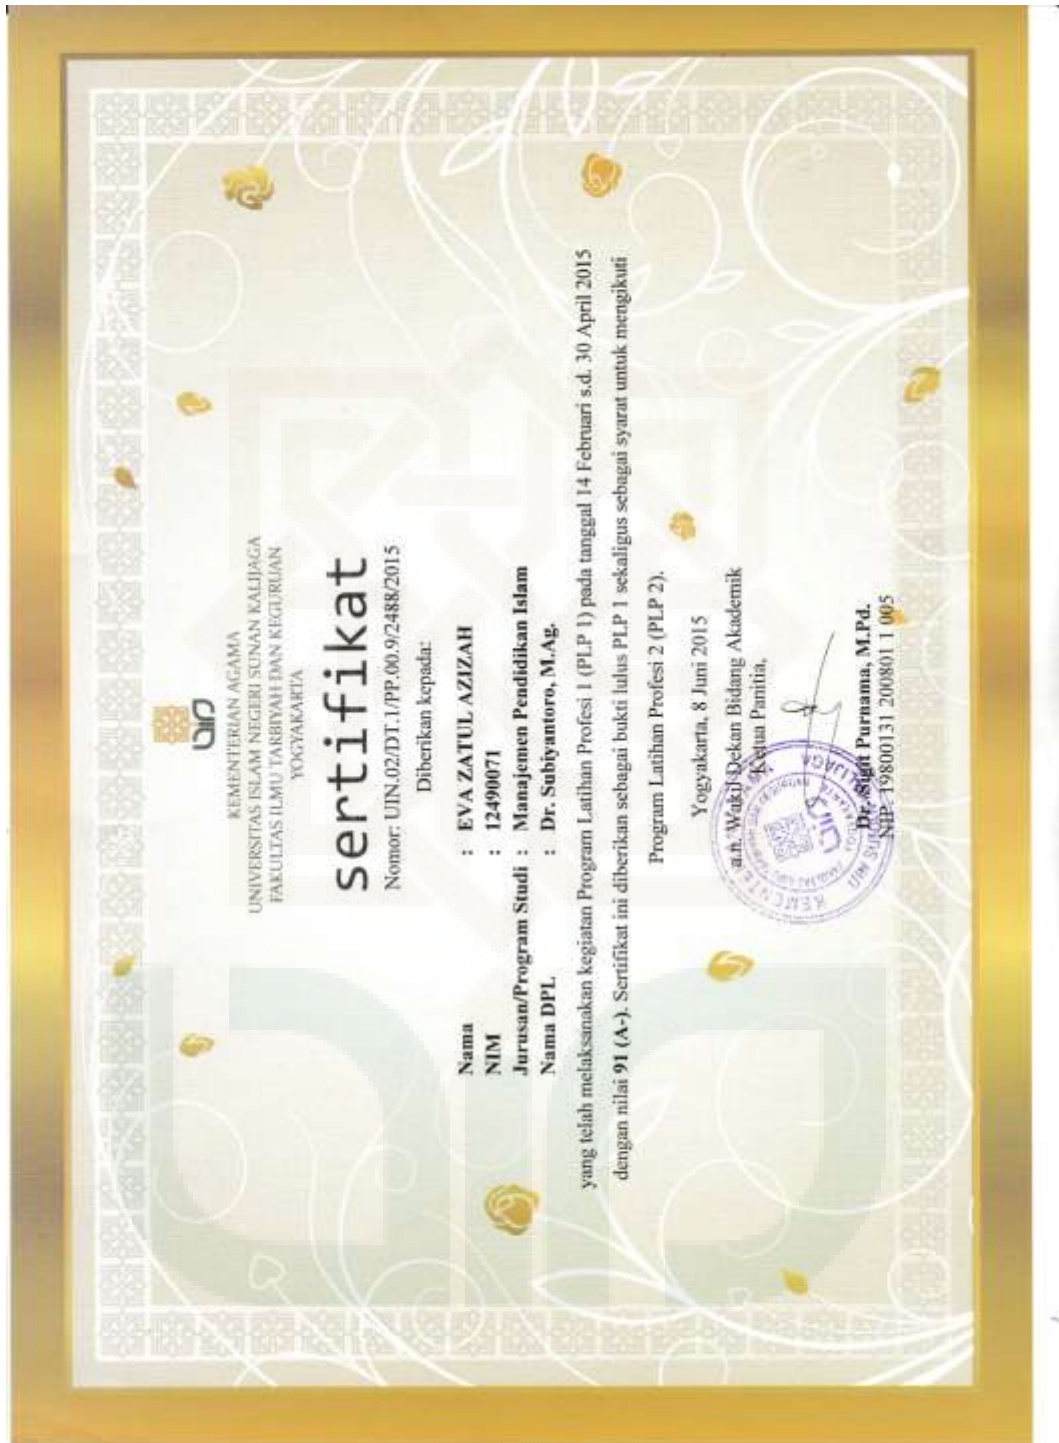 KEMENTERIAN AGAMA
UNIVERSITAS ISLAM NEGERI SUNAN KALIJAGA
FAKULTAS ILMU TARBIYAH DAN KEGURUAN
YOGYAKARTA
sertifikat
Nomor: UIN.02/DT.1/PP.00.9/2488/2015
Diberikan kepada:
Nama : EVA ZATUL AZIZAH
NIM : 12490071
Jurusan/Program Studi : Manajemen Pendidikan Islam
Nama DPL : Dr. Subiyantoro, M.Ag.
yang telah melaksanakan kegiatan Program Latihan Profesi 1 (PLP 1) pada tanggal 14 Februari s.d. 30 April 2015
dengan nilai 91 (A-). Sertifikat ini diberikan sebagai bukti lulus PLP 1 sekaligus sebagai syarat untuk mengikuti
Program Latihan Profesi 2 (PLP 2).
Yogyakarta, 8 Juni 2015
a.n. Wakil Dekan Bidang Akademik
Ketua Panitia,
Dr. Sigit Purnama, M.Pd.
NIP. 19800131 200801 1 005